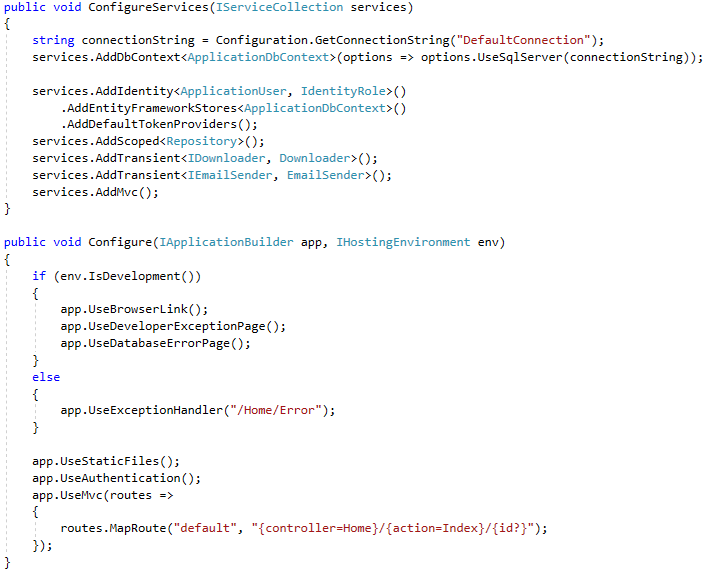 public void ConfigureServices(IServiceCollection services)
{
    string connectionString = Configuration.GetConnectionString("DefaultConnection");
    services.AddDbContext<ApplicationDbContext>(options => options.UseSqlServer(connectionString));

    services.AddIdentity<ApplicationUser, IdentityRole>()
        .AddEntityFrameworkStores<ApplicationDbContext>()
        .AddDefaultTokenProviders();
    services.AddScoped<Repository>();
    services.AddTransient<IDownloader, Downloader>();
    services.AddTransient<IEmailSender, EmailSender>();
    services.AddMvc();
}

public void Configure(IApplicationBuilder app, IHostingEnvironment env)
{
    if (env.IsDevelopment())
    {
        app.UseBrowserLink();
        app.UseDeveloperExceptionPage();
        app.UseDatabaseErrorPage();
    }
    else
    {
        app.UseExceptionHandler("/Home/Error");
    }

    app.UseStaticFiles();
    app.UseAuthentication();
    app.UseMvc(routes =>
    {
        routes.MapRoute("default", "{controller=Home}/{action=Index}/{id?}");
    });
}